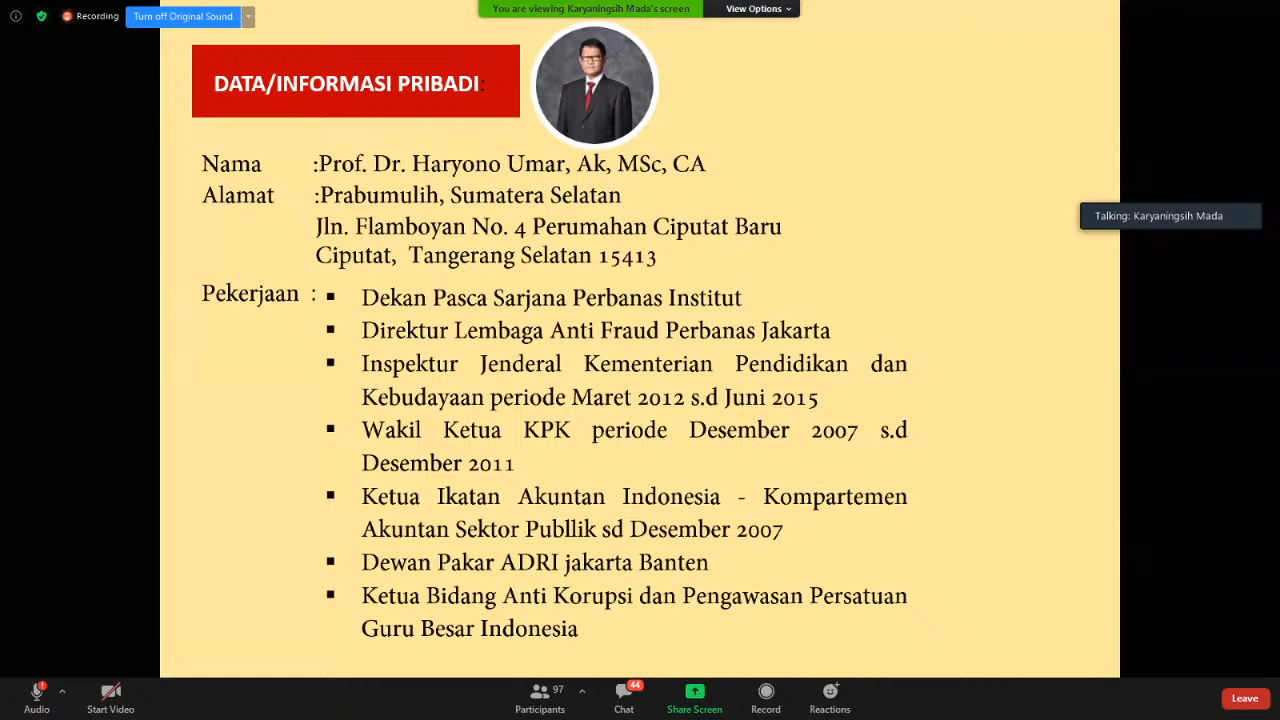 You are viewing Karyaningsih Mada's screen
View Options
Recording
Turn off Original Sound
DATA/INFORMASI PRIBADI:
Nama :Prof. Dr. Haryono Umar, Ak, MSc, CA
Alamat :Prabumulih, Sumatera Selatan
Jln. Flamboyan No. 4 Perumahan Ciputat Baru
Ciputat, Tangerang Selatan 15413
Talking: Karyaningsih Mada
Pekerjaan : ▪ Dekan Pasca Sarjana Perbanas Institut
▪ Direktur Lembaga Anti Fraud Perbanas Jakarta
▪ Inspektur Jenderal Kementerian Pendidikan dan
Kebudayaan periode Maret 2012 s.d Juni 2015
▪ Wakil Ketua KPK periode Desember 2007 s.d
Desember 2011
▪ Ketua Ikatan Akuntan Indonesia - Kompartemen
Akuntan Sektor Publlik sd Desember 2007
▪ Dewan Pakar ADRI jakarta Banten
▪ Ketua Bidang Anti Korupsi dan Pengawasan Persatuan
Guru Besar Indonesia
97
44
Audio
Start Video
Participants
Chat
Share Screen
Record
Reactions
Leave